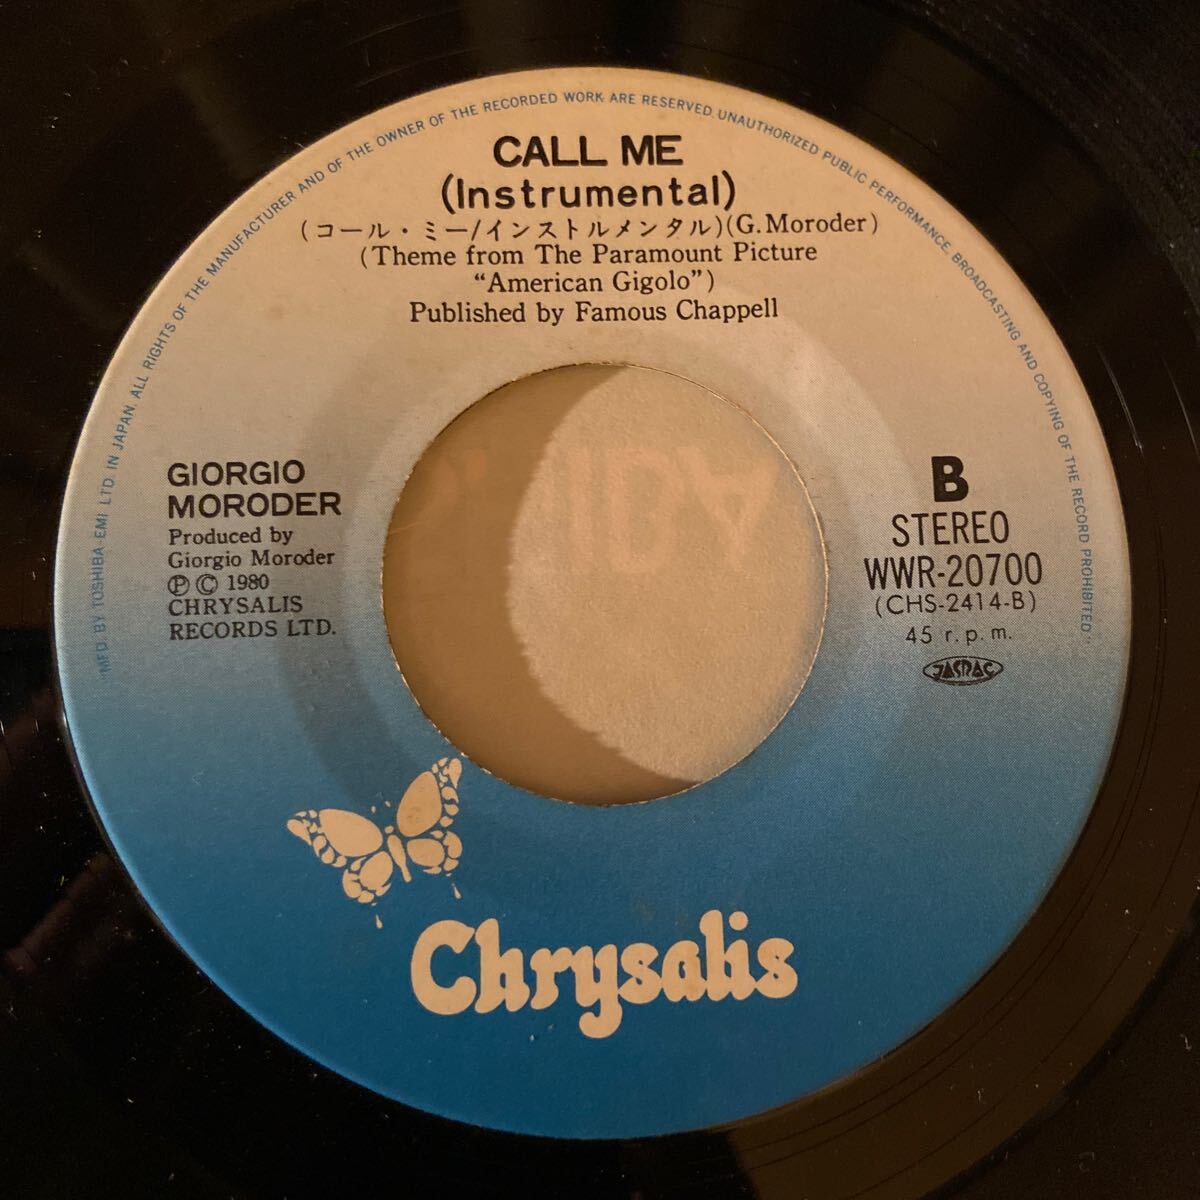 "MFD. BY TOSHIBA-EMI LTD. IN JAPAN. ALL RIGHTS OF THE MANUFACTURER AND OF THE OWNER OF THE RECORDED WORK ARE RESERVED. UNAUTHORIZED PUBLIC PERFORMANCE, BROADCASTING AND COPYING OF THE RECORD PROHIBITED"
CALL ME
(Instrumental)
(コール・ミー/インストルメンタル)(G. Moroder)
(Theme from The Paramount Picture
“American Gigolo”)
Published by Famous Chappell
GIORGIO
MORODER
Produced by
Giorgio Moroder
Ⓟ © 1980
CHRYSALIS
RECORDS LTD.
B
STEREO
WWR-20700
(CHS-2414-B)
45 r.p.m.
JASRAC
Chrysalis